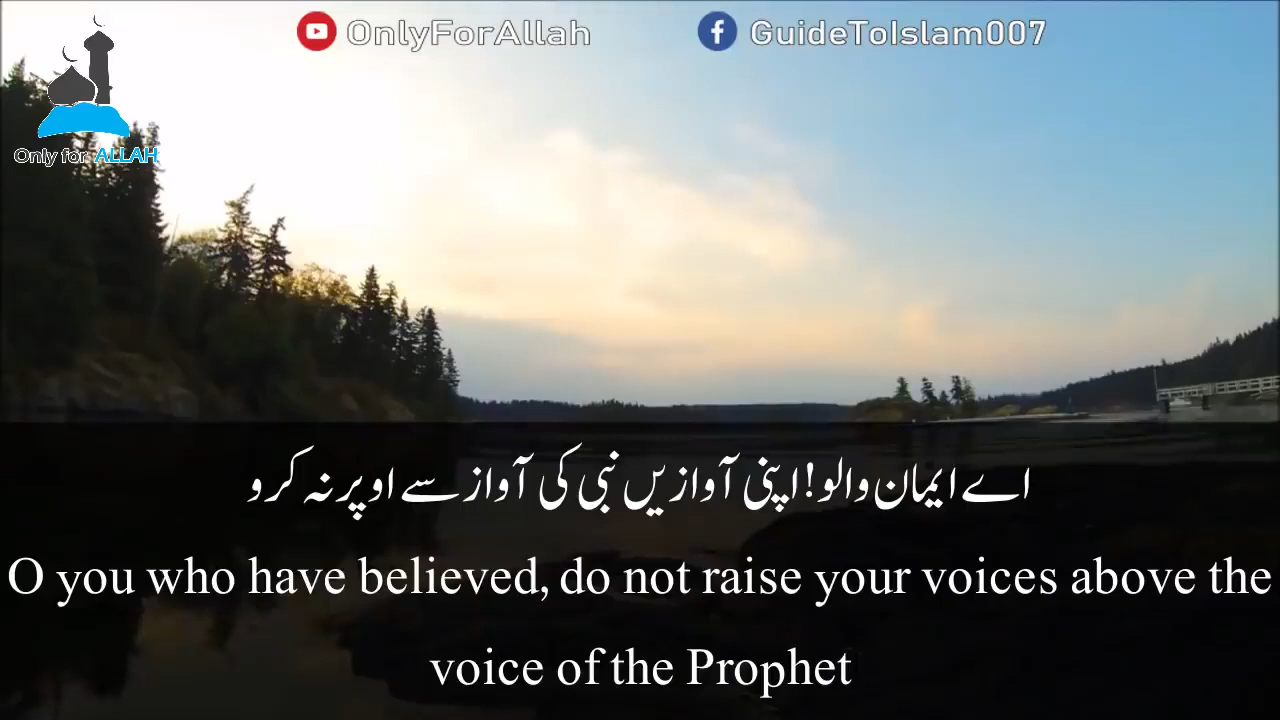 OnlyForAllah
GuideToIslam007
Only for ALLAH
اے ایمان والو! اپنی آوازیں نبی کی آواز سے اوپر نہ کرو
O you who have believed, do not raise your voices above the
voice of the Prophet